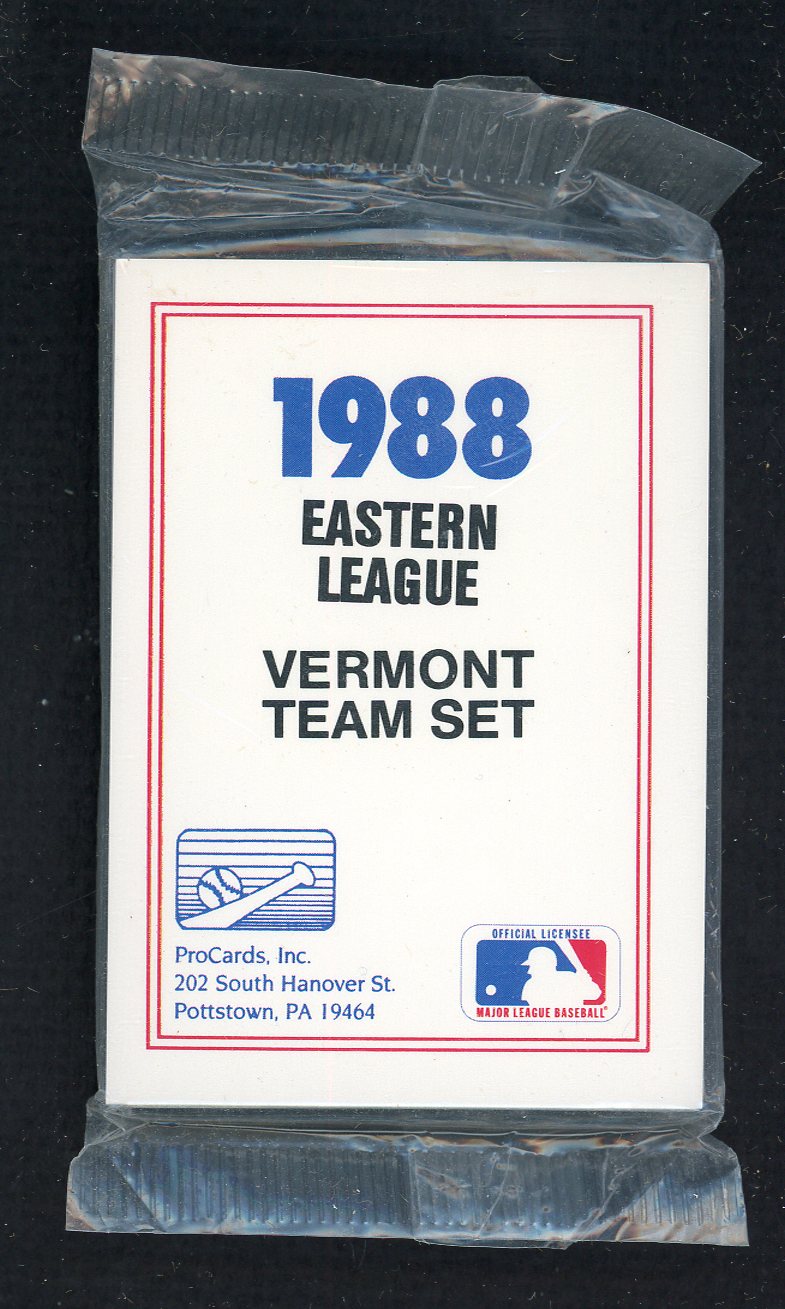 1988
EASTERN
LEAGUE
VERMONT
TEAM SET
ProCards, Inc.
202 South Hanover St.
Pottstown, PA 19464
OFFICIAL LICENSEE
MAJOR LEAGUE BASEBALL®